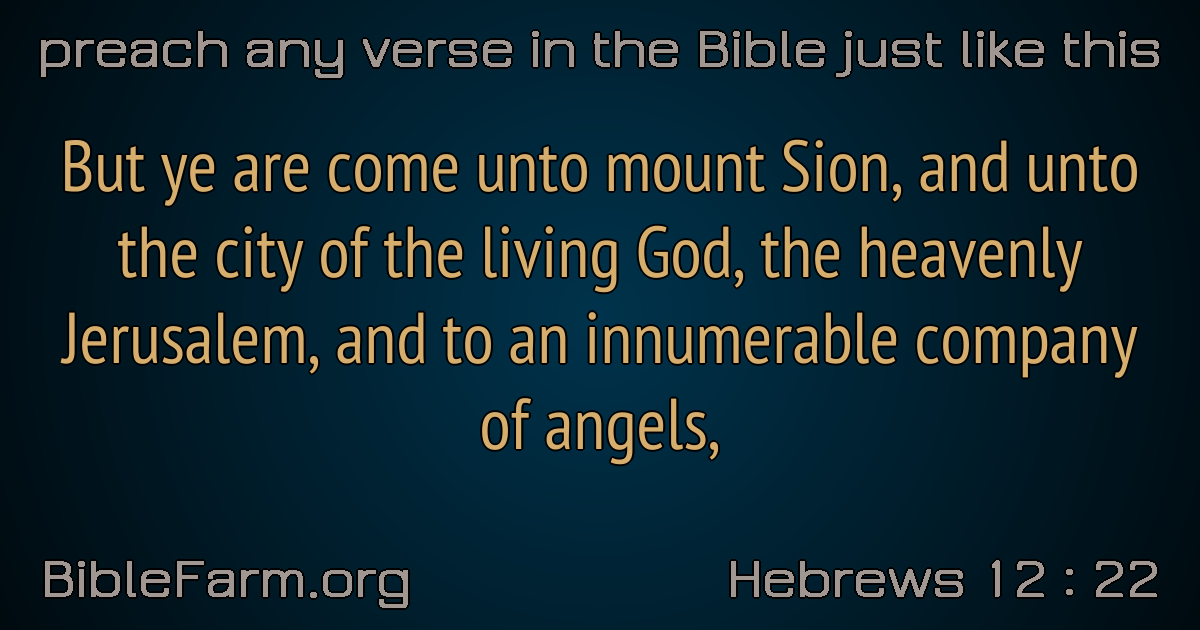 preach any verse in the Bible just like this
But ye are come unto mount Sion, and unto
the city of the living God, the heavenly
Jerusalem, and to an innumerable company
of angels,
BibleFarm.org
Hebrews 12 : 22